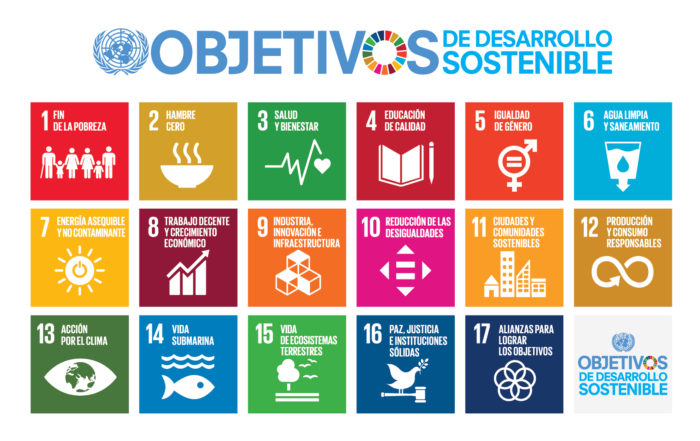 OBJETIVOS
DE DESARROLLO
SOSTENIBLE
1 FIN
DE LA POBREZA
2 HAMBRE
CERO
3 SALUD
Y BIENESTAR
4 EDUCACIÓN
DE CALIDAD
5 IGUALDAD
DE GÉNERO
6 AGUA LIMPIA
Y SANEAMIENTO
7 ENERGÍA ASEQUIBLE
Y NO CONTAMINANTE
8 TRABAJO DECENTE
Y CRECIMIENTO
ECONÓMICO
9 INDUSTRIA,
INNOVACIÓN E
INFRAESTRUCTURA
10 REDUCCIÓN DE LAS
DESIGUALDADES
11 CIUDADES Y
COMUNIDADES
SOSTENIBLES
12 PRODUCCIÓN
Y CONSUMO
RESPONSABLES
13 ACCIÓN
POR EL CLIMA
14 VIDA
SUBMARINA
15 VIDA
DE ECOSISTEMAS
TERRESTRES
16 PAZ, JUSTICIA
E INSTITUCIONES
SÓLIDAS
17 ALIANZAS PARA
LOGRAR
LOS OBJETIVOS
OBJETIVOS
DE DESARROLLO
SOSTENIBLE